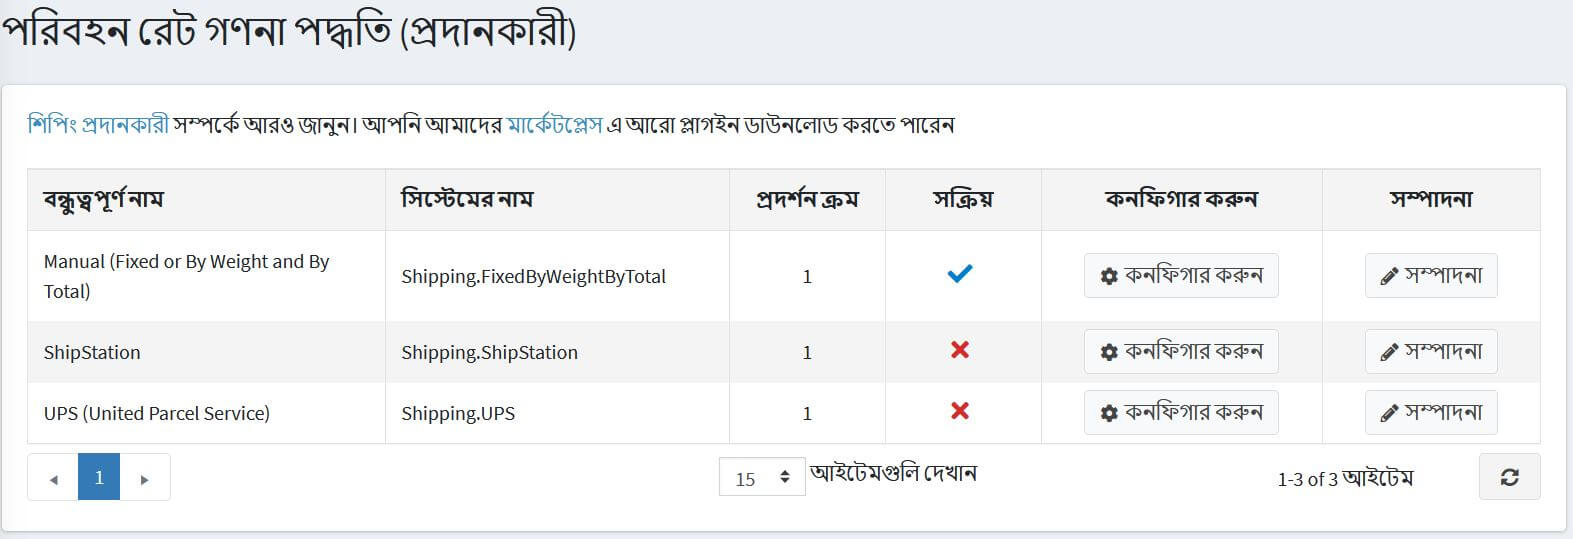 পরিবহন রেট গণনা পদ্ধতি (প্রদানকারী)
শিপিং প্রদানকারী সম্পর্কে আরও জানুন। আপনি আমাদের মার্কেটপ্লেস এ আরো প্লাগইন ডাউনলোড করতে পারেন
বন্ধুত্বপূর্ণ নাম সিস্টেমের নাম প্রদর্শন ক্রম সক্রিয় কনফিগার করুন সম্পাদনা
Manual (Fixed or By Weight and By
Total) Shipping.FixedByWeightByTotal 1 কনফিগার করুন সম্পাদনা
ShipStation Shipping.ShipStation 1 কনফিগার করুন সম্পাদনা
UPS (United Parcel Service) Shipping.UPS 1 কনফিগার করুন সম্পাদনা
1 15 আইটেমগুলি দেখান 1-3 of 3 আইটেম